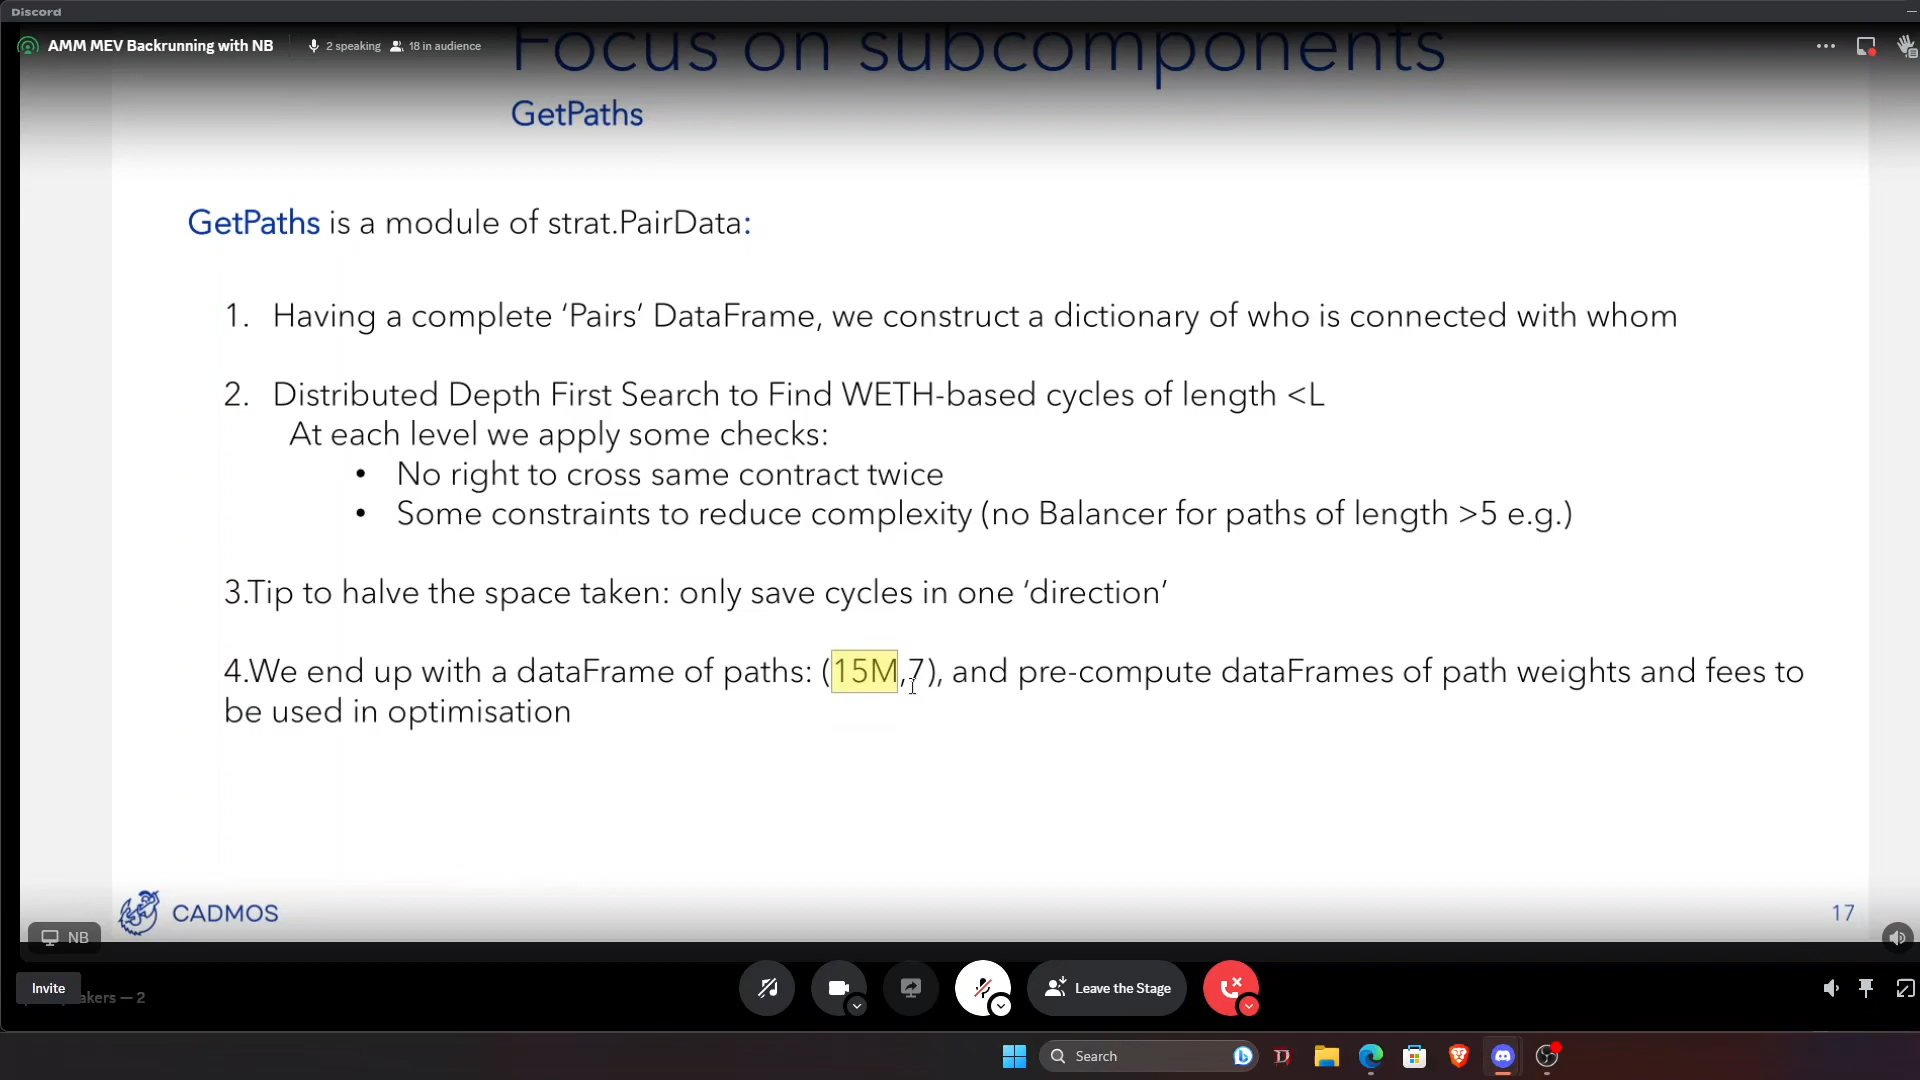 Discord
AMM MEV Backrunning with NB
2 speaking
18 in audience
Focus on subcomponents
GetPaths
GetPaths is a module of strat.PairData:
1. Having a complete ‘Pairs’ DataFrame, we construct a dictionary of who is connected with whom
2. Distributed Depth First Search to Find WETH-based cycles of length <L
At each level we apply some checks:
• No right to cross same contract twice
• Some constraints to reduce complexity (no Balancer for paths of length >5 e.g.)
3.Tip to halve the space taken: only save cycles in one ‘direction’
4.We end up with a dataFrame of paths: (15M,7), and pre-compute dataFrames of path weights and fees to
be used in optimisation
CADMOS
17
NB
Invite
akers — 2
Leave the Stage
Search